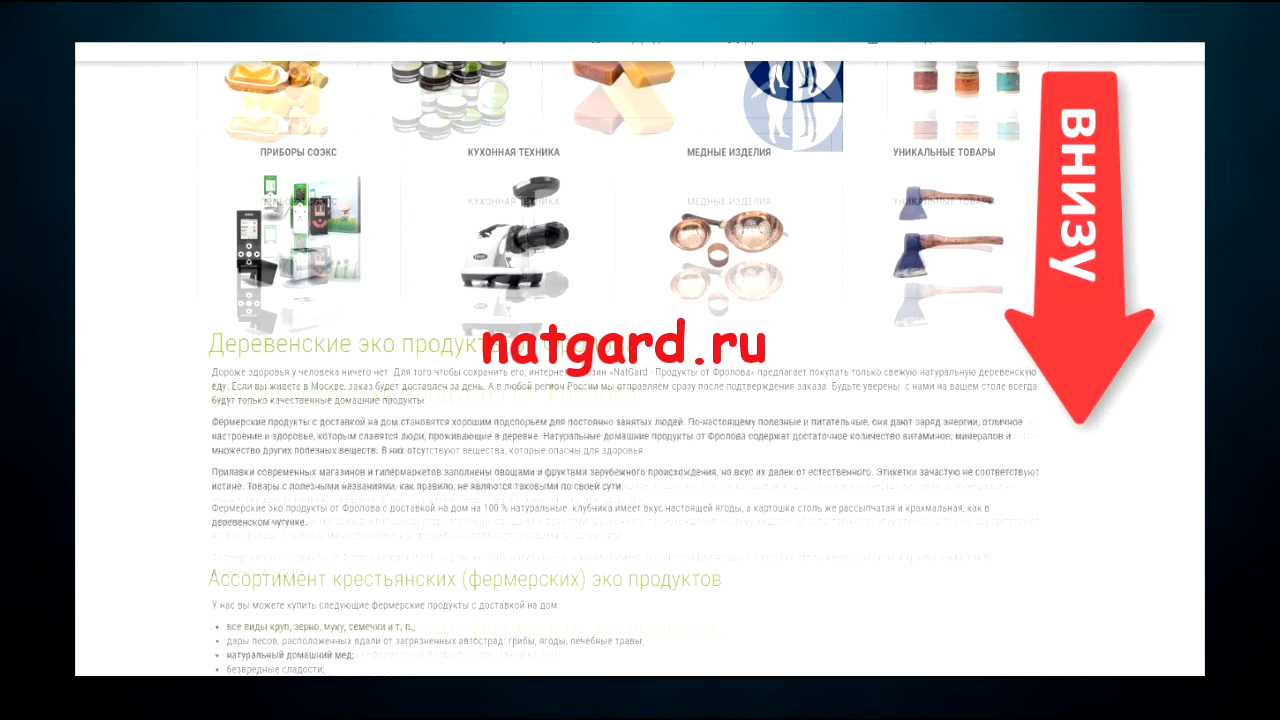 ПРИБОРЫ СОЭКС
КУХОННАЯ ТЕХНИКА
МЕДНЫЕ ИЗДЕЛИЯ
УНИКАЛЬНЫЕ ТОВАРЫ
ВНИЗУ
natgard.ru
Деревенские эко продукты
Дороже здоровья у человека ничего нет. Для того чтобы сохранить его, интернет-магазин «NatGard - Продукты от Фролова» предлагает покупать только свежую натуральную деревенскую
еду. Если вы живете в Москве, заказ будет доставлен за день. А в любой регион России мы отправляем сразу после подтверждения заказа. Будьте уверены: с нами на вашем столе всегда
будут только качественные домашние продукты.
Фермерские продукты с доставкой на дом становятся хорошим подспорьем для постоянно занятых людей. По-настоящему полезные и питательные, они дают заряд энергии, отличное
настроение и здоровье, которым славятся люди, проживающие в деревне. Натуральные домашние продукты от Фролова содержат достаточное количество витаминов, минералов и
множество других полезных веществ. В них отсутствуют вещества, которые опасны для здоровья.
Прилавки современных магазинов и гипермаркетов заполнены овощами и фруктами зарубежного происхождения, но вкус их далек от естественного. Этикетки зачастую не соответствуют
истине. Товары с полезными названиями, как правило, не являются таковыми по своей сути.
Фермерские эко продукты от Фролова с доставкой на дом на 100 % натуральные: клубника имеет вкус настоящей ягоды, а картошка столь же рассыпчатая и крахмальная, как в
деревенском чугунке.
Ассортимент крестьянских (фермерских) эко продуктов
У нас вы можете купить следующие фермерские продукты с доставкой на дом:
• все виды круп, зерно, муку, семечки и т. п.;
• дары лесов, расположенных вдали от загрязненных автострад: грибы, ягоды, лечебные травы;
• натуральный домашний мед;
• безвредные сладости;